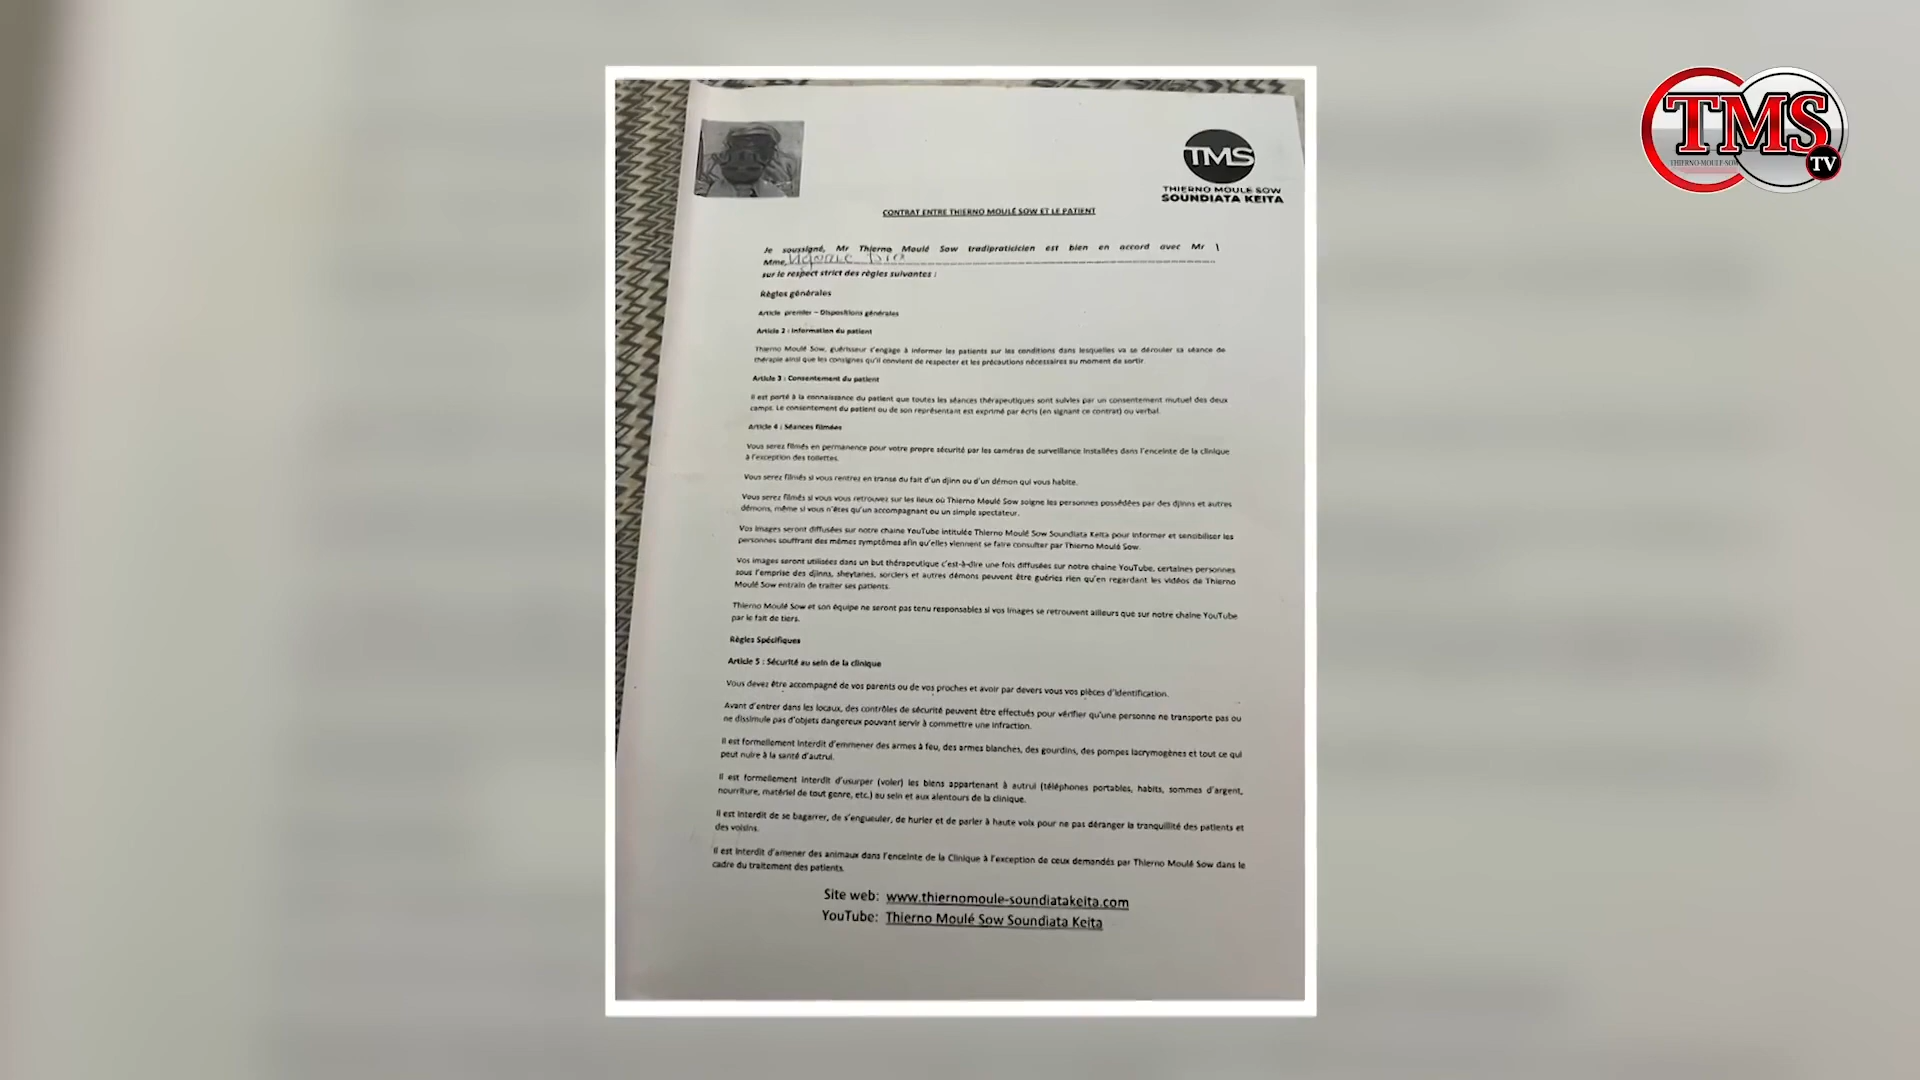 TMS
THIERNO-MOULE-SOW
TV
TMS
THIERNO MOULE SOW
SOUNDIATA KEITA
CONTRAT ENTRE THIERNO MOULÉ SOW ET LE PATIENT
Je soussigné, Mr Thierno Moulé Sow tradipraticicien est bien en accord avec Mr \
Mme,
sur le respect strict des règles suivantes :
Règles générales
Article premier – Dispositions générales
Article 2 : Information du patient
Thierno Moulé Sow, guérisseur s'engage à informer les patients sur les conditions dans lesquelles va se dérouler sa séance de
thérapie ainsi que les consignes qu'il convient de respecter et les précautions nécessaires au moment de sortir.
Article 3 : Consentement du patient
Il est porté à la connaissance du patient que toutes les séances thérapeutiques sont suivies par un consentement mutuel des deux
camps. Le consentement du patient ou de son représentant est exprimé par écris (en signant ce contrat) ou verbal.
Article 4 : Séances filmées
Vous serez filmés en permanence pour votre propre sécurité par les caméras de surveillance installées dans l'enceinte de la clinique
à l'exception des toilettes.
Vous serez filmés si vous rentrez en transe du fait d'un djinn ou d'un démon qui vous habite.
Vous serez filmés si vous vous retrouvez sur les lieux où Thierno Moulé Sow soigne les personnes possédées par des djinns et autres
démons, même si vous n'êtes qu'un accompagnant ou un simple spectateur.
Vos images seront diffusées sur notre chaine YouTube intitulée Thierno Moulé Sow Soundiata Keita pour informer et sensibiliser les
personnes souffrant des mêmes symptômes afin qu'elles viennent se faire consulter par Thierno Moulé Sow.
Vos images seront utilisées dans un but thérapeutique c'est-à-dire une fois diffusées sur notre chaine YouTube, certaines personnes
sous l'emprise des djinns, sheytanes, sorciers et autres démons peuvent être guéries rien qu'en regardant les vidéos de Thierno
Moulé Sow entrain de traiter ses patients.
Thierno Moulé Sow et son équipe ne seront pas tenu responsables si vos images se retrouvent ailleurs que sur notre chaine YouTube
par le fait de tiers.
Règles Spécifiques
Article 5 : Sécurité au sein de la clinique
Vous devez être accompagné de vos parents ou de vos proches et avoir par devers vous vos pièces d'identification.
Avant d'entrer dans les locaux, des contrôles de sécurité peuvent être effectués pour vérifier qu'une personne ne transporte pas ou
ne dissimule pas d'objets dangereux pouvant servir à commettre une infraction.
Il est formellement interdit d'emmener des armes à feu, des armes blanches, des gourdins, des pompes lacrymogènes et tout ce qui
peut nuire à la santé d'autrui.
Il est formellement interdit d'usurper (voler) les biens appartenant à autrui (téléphones portables, habits, sommes d'argent,
nourriture, matériel de tout genre, etc.) au sein et aux alentours de la clinique.
Il est interdit de se bagarrer, de s'engueuler, de hurler et de parler à haute voix pour ne pas déranger la tranquillité des patients et
des voisins.
Il est interdit d'amener des animaux dans l'enceinte de la Clinique à l'exception de ceux demandés par Thierno Moulé Sow dans le
cadre du traitement des patients.
Site web: www.thiernomoule-soundiatakeita.com
YouTube: Thierno Moulé Sow Soundiata Keita